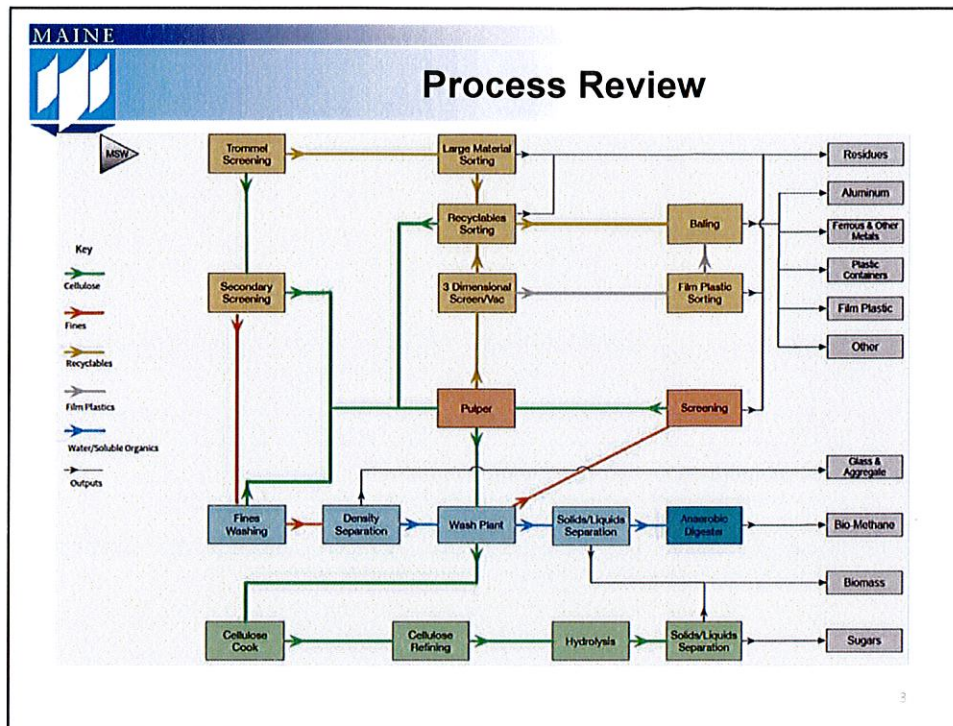 MAINE
Process Review
MSW
Trommel
Screening
Large Material
Sorting
Residues
Aluminum
Recyclables
Sorting
Baling
Ferrous & Other
Metals
Key
Plastic
Containers
Cellulose
Secondary
Screening
3 Dimensional
Screen/Vac
Film Plastic
Sorting
Film Plastic
Fines
Other
Recyclables
Film Plastics
Pulper
Screening
Water/Soluble Organics
Glass &
Aggregate
Outputs
Fines
Washing
Density
Separation
Wash Plant
Solids/Liquids
Separation
Anaerobic
Digester
Bio-Methane
Biomass
Cellulose
Cook
Cellulose
Refining
Hydrolysis
Solids/Liquids
Separation
Sugars
3